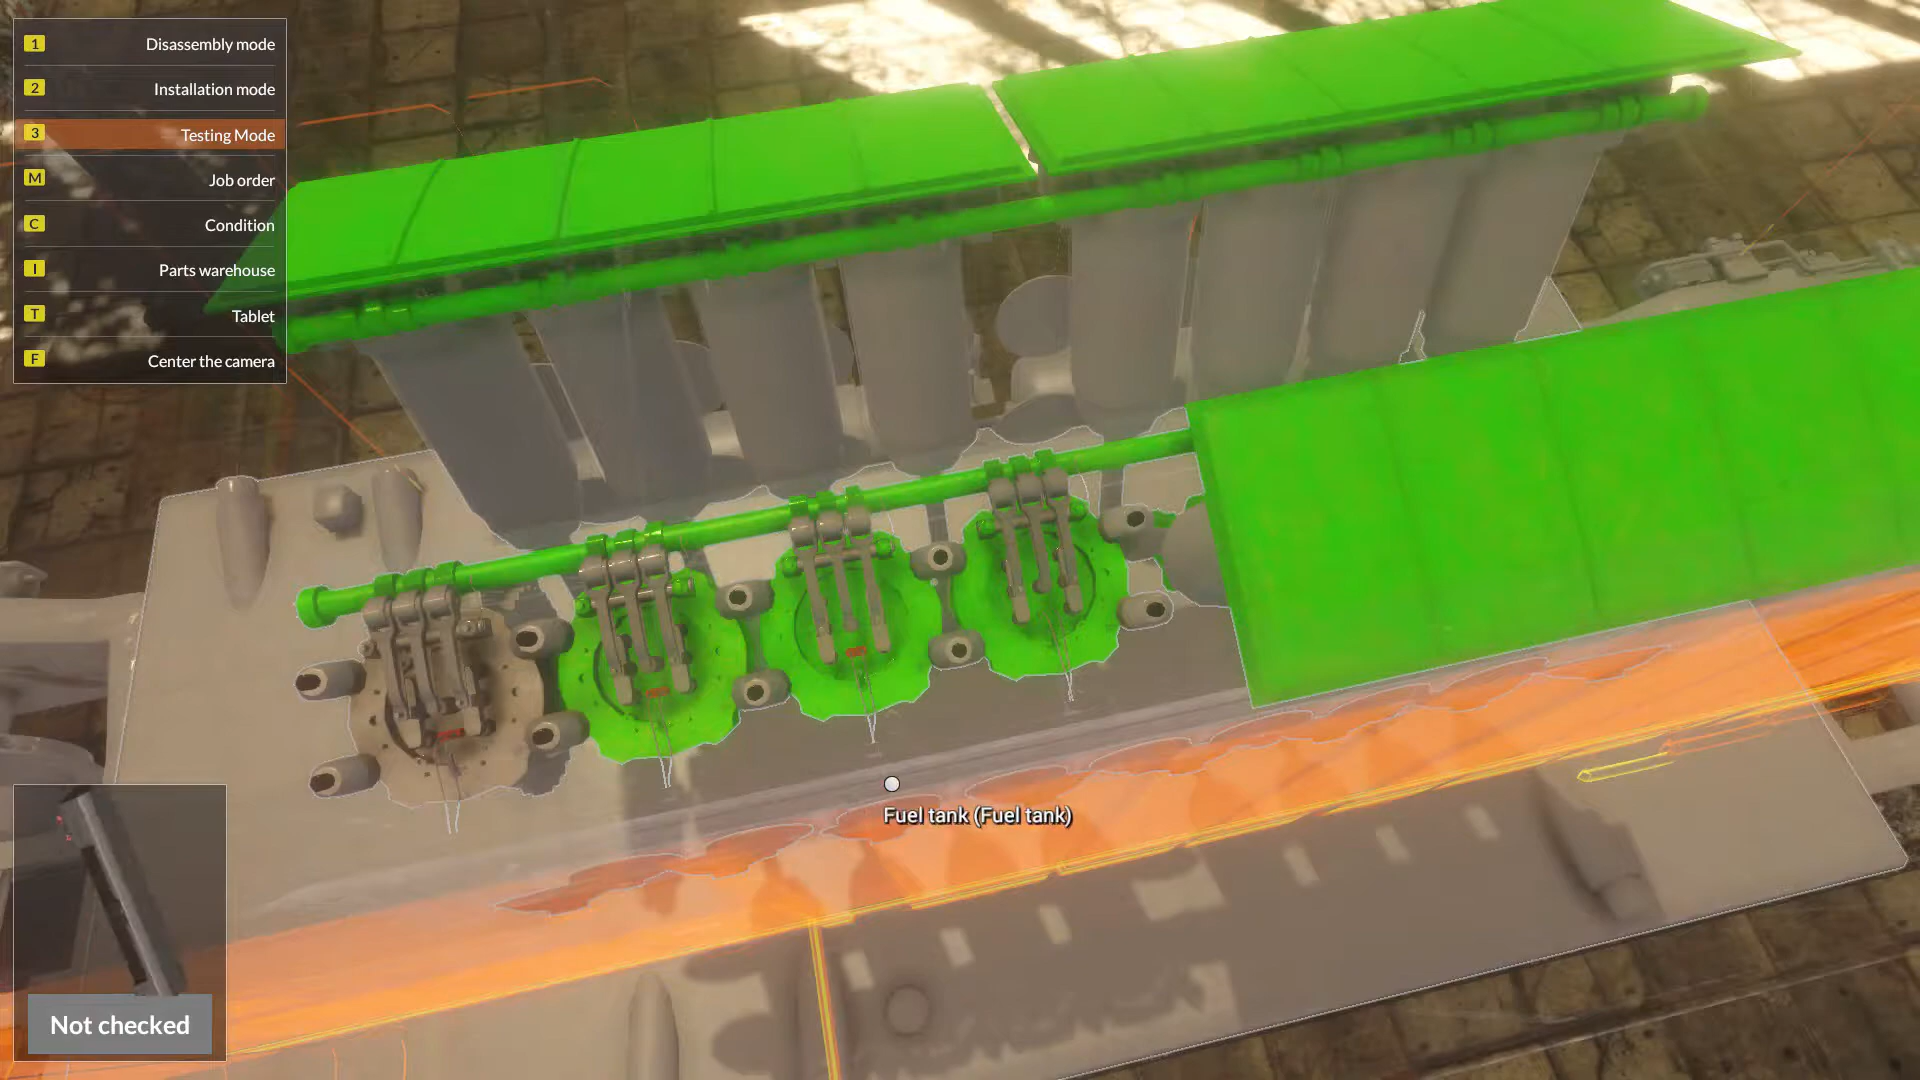 1 Disassembly mode
2 Installation mode
3 Testing Mode
M Job order
C Condition
I Parts warehouse
T Tablet
F Center the camera
Fuel tank (Fuel tank)
Not checked